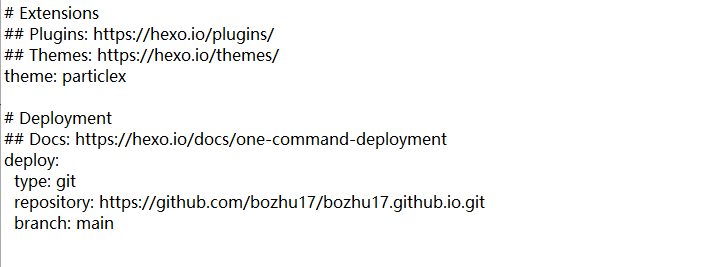 # Extensions
## Plugins: https://hexo.io/plugins/
## Themes: https://hexo.io/themes/
theme: particlex

# Deployment
## Docs: https://hexo.io/docs/one-command-deployment
deploy:
  type: git
  repository: https://github.com/bozhu17/bozhu17.github.io.git
  branch: main